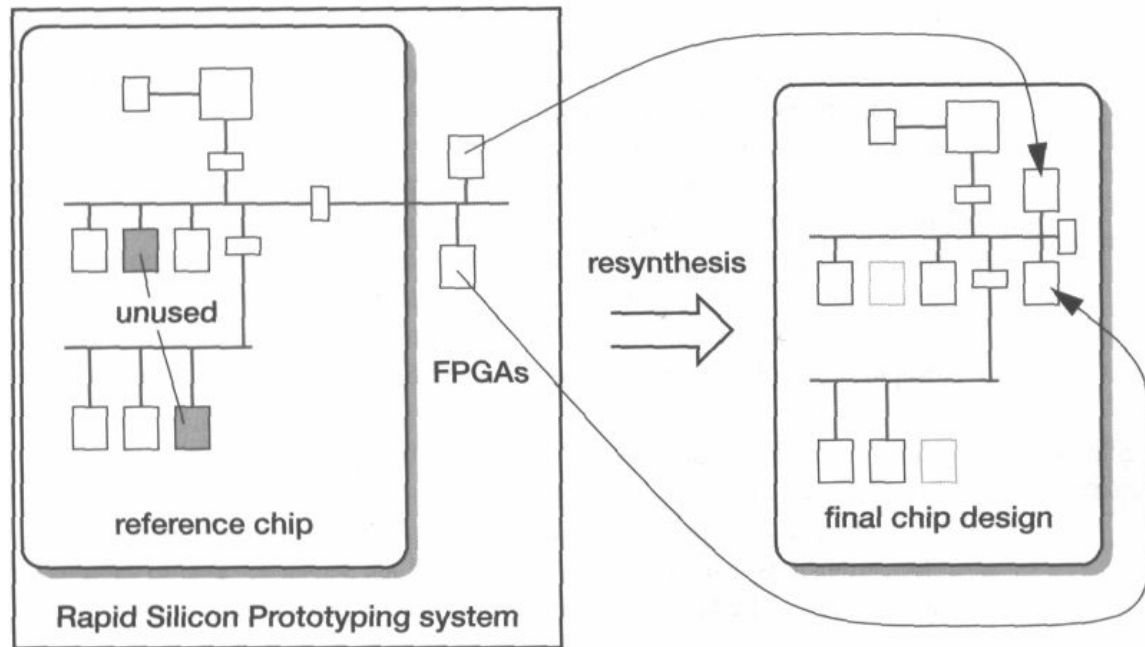 resynthesis
unused
FPGAs
reference chip
final chip design
Rapid Silicon Prototyping system